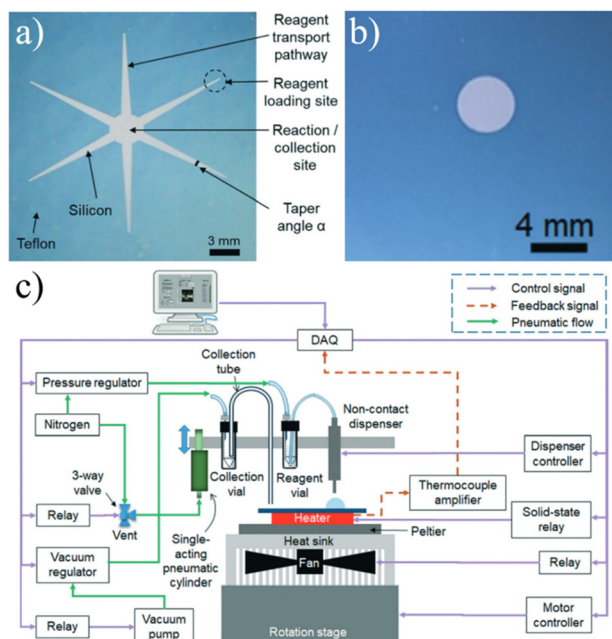 a)
Reagent
transport
pathway
Reagent
loading site
Reaction /
collection
site
Silicon
Taper
angle α
Teflon
3 mm
b)
4 mm
c)
Control signal
Feedback signal
Pneumatic flow
DAQ
Collection
tube
Pressure regulator
Non-contact
dispenser
Nitrogen
Dispenser
controller
3-way
valve
Collection
vial
Reagent
vial
Thermocouple
amplifier
Relay
Vent
Heater
Solid-state
relay
Peltier
Single-
acting
pneumatic
cylinder
Heat sink
Vacuum
regulator
Fan
Relay
Relay
Vacuum
pump
Rotation stage
Motor
controller